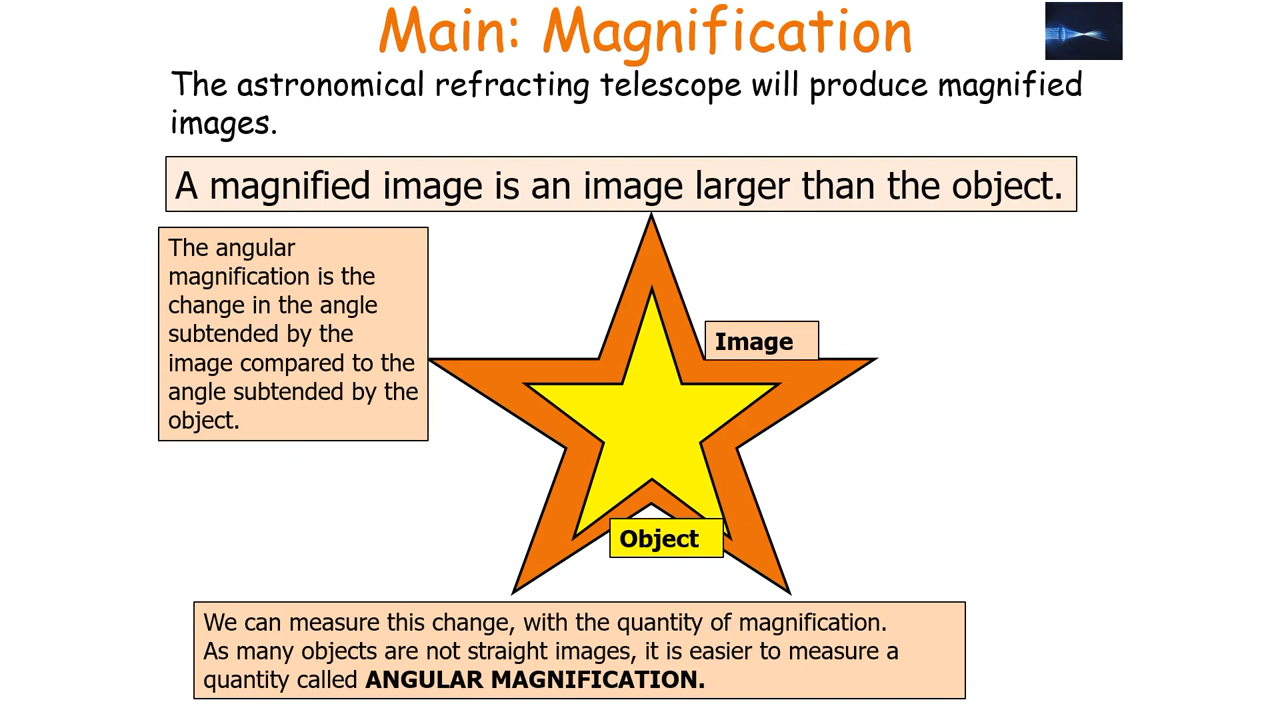 Main: Magnification
The astronomical refracting telescope will produce magnified
images.
A magnified image is an image larger than the object.
The angular
magnification is the
change in the angle
subtended by the
image compared to the
angle subtended by the
object.
Image
Object
We can measure this change, with the quantity of magnification.
As many objects are not straight images, it is easier to measure a
quantity called ANGULAR MAGNIFICATION.